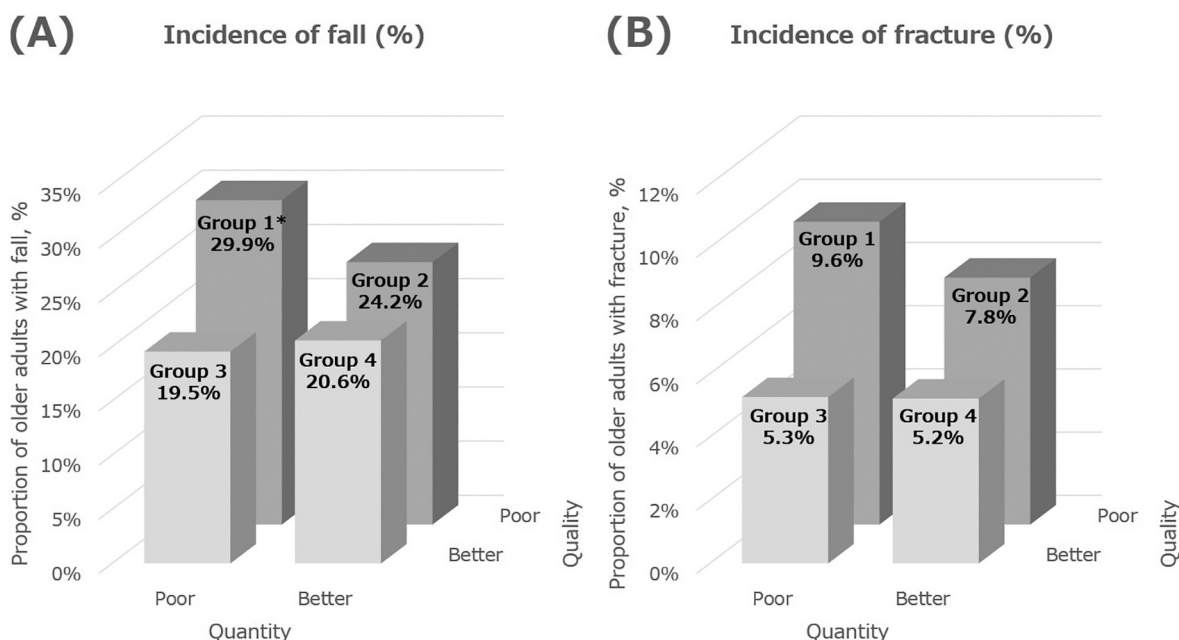 (A)
Incidence of fall (%)
Proportion of older adults with fall, %
35%
30%
25%
20%
15%
10%
5%
0%
Group 1*
29.9%
Group 2
24.2%
Group 3
19.5%
Group 4
20.6%
Poor
Better
Quality
Poor
Better
Quantity
(B)
Incidence of fracture (%)
Proportion of older adults with fracture, %
12%
10%
8%
6%
4%
2%
0%
Group 1
9.6%
Group 2
7.8%
Group 3
5.3%
Group 4
5.2%
Poor
Better
Quality
Poor
Better
Quantity